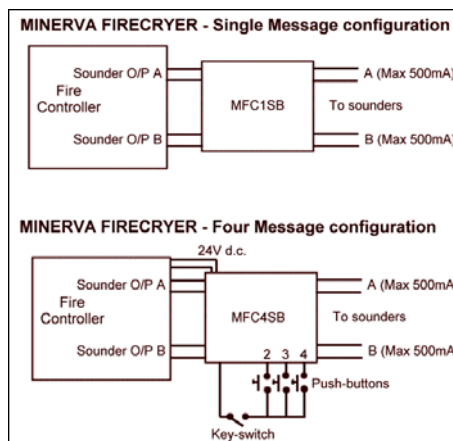 MINERVA FIRECRYER - Single Message configuration
Sounder O/P A
A (Max 500mA)
Fire
Controller
MFC1SB
To sounders
Sounder O/P B
B (Max 500mA)
MINERVA FIRECRYER - Four Message configuration
24V d.c.
Sounder O/P A
A (Max 500mA
Fire
Controller
MFC4SB
To sounders
Sounder O/P B
B (Max 500mA
2 3 4
Push-buttons
Key-switch